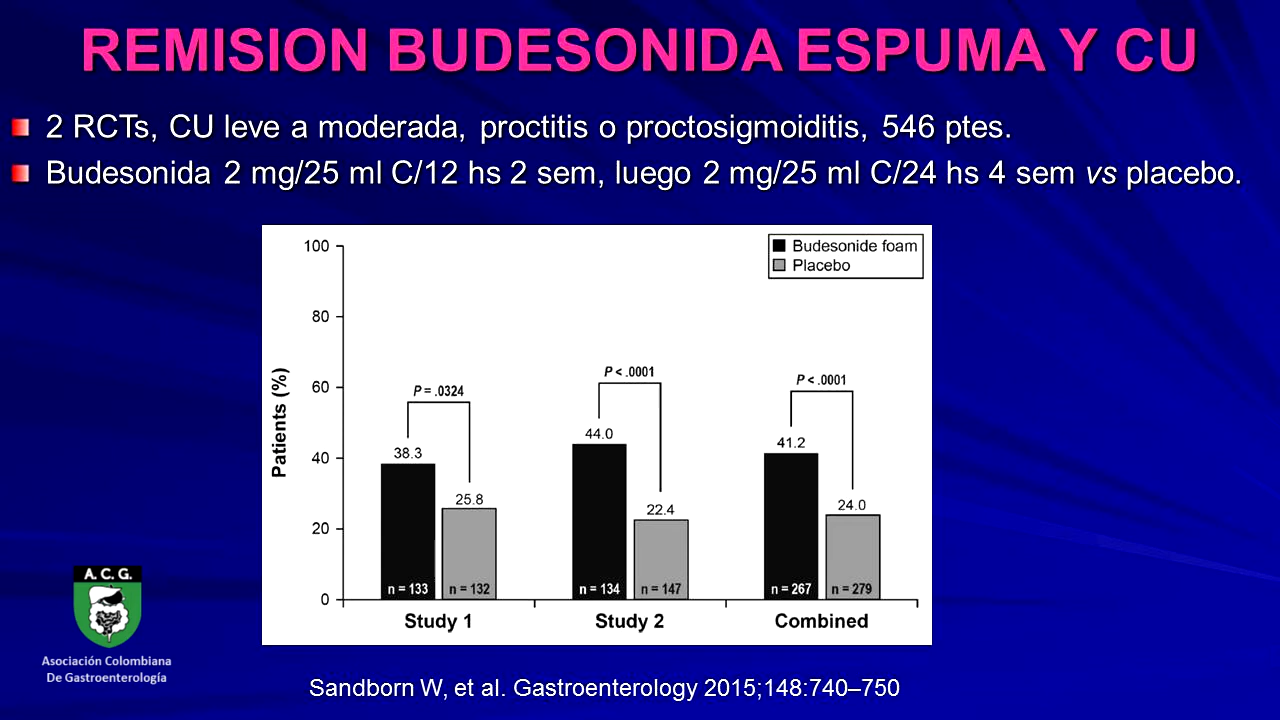 REMISION BUDESONIDA ESPUMA Y CU
2 RCTs, CU leve a moderada, proctitis o proctosigmoiditis, 546 ptes.
Budesonida 2 mg/25 ml C/12 hs 2 sem, luego 2 mg/25 ml C/24 hs 4 sem vs placebo.
Budesonide foam
Placebo
Patients (%)
100
80
60
40
20
0
P = .0324
38.3
25.8
n = 133
n = 132
Study 1
P < .0001
44.0
22.4
n = 134
n = 147
Study 2
P < .0001
41.2
24.0
n = 267
n = 279
Combined
A. C. G.
Asociación Colombiana
De Gastroenterología
Sandborn W, et al. Gastroenterology 2015;148:740–750